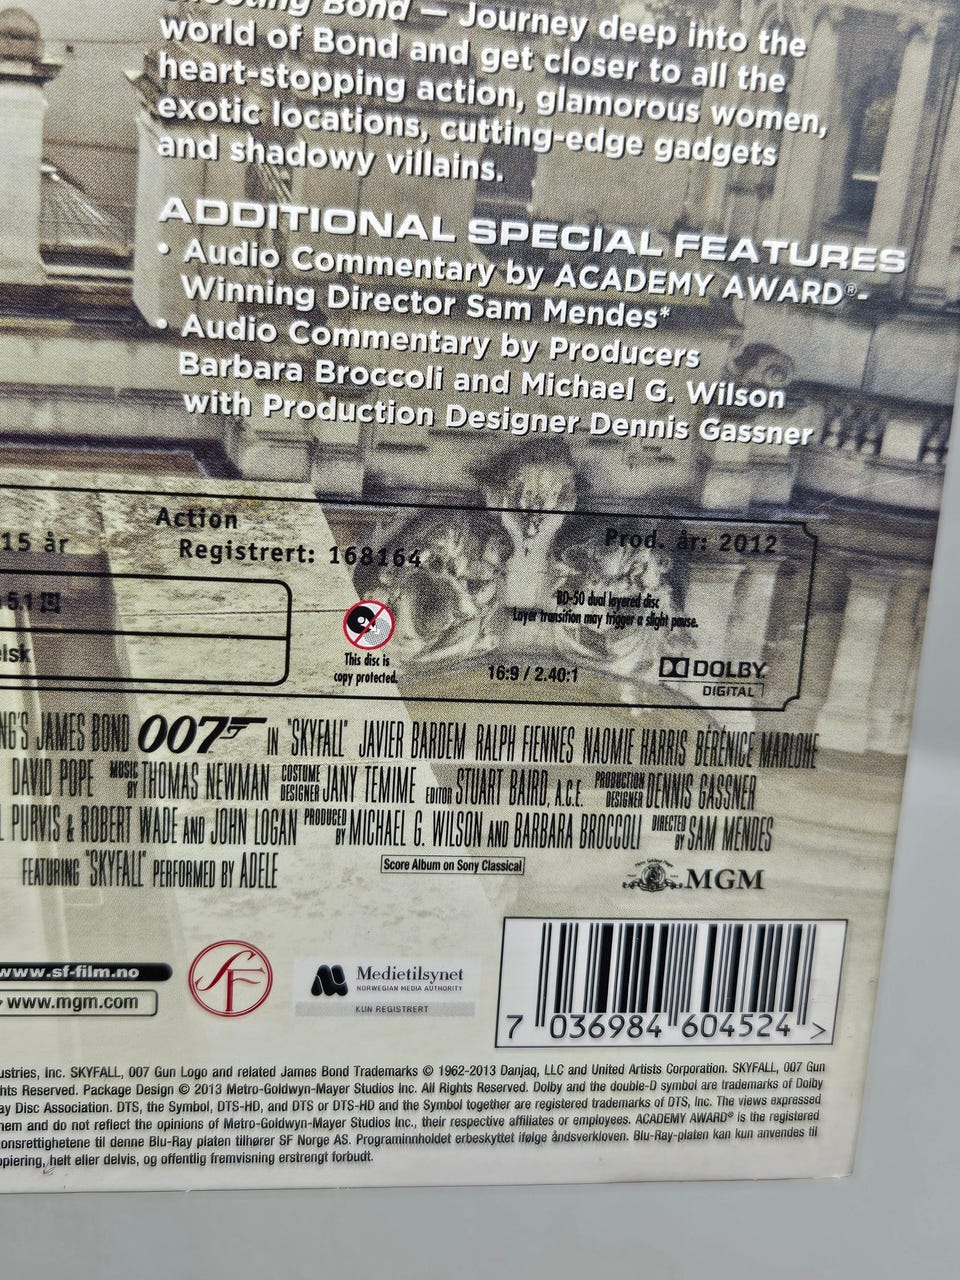 Bond — Journey deep into the
world of Bond and get closer to all the
heart-stopping action, glamorous women,
exotic locations, cutting-edge gadgets
and shadowy villains.
ADDITIONAL SPECIAL FEATURES
• Audio Commentary by ACADEMY AWARD®-
Winning Director Sam Mendes*
• Audio Commentary by Producers
Barbara Broccoli and Michael G. Wilson
with Production Designer Dennis Gassner
15 år
Action
Registrert: 168164
Prod. år: 2012
5.1
elsk
This disc is
copy protected.
BD-50 dual layered disc
Layer transition may trigger a slight pause.
16:9 / 2.40:1
DOLBY
DIGITAL
NG'S JAMES BOND 007 IN "SKYFALL" JAVIER BARDEM RALPH FIENNES NAOMIE HARRIS BÉRÉNICE MARLOHE
DAVID POPE MUSIC BY THOMAS NEWMAN COSTUME DESIGNER JANY TEMIME EDITOR STUART BAIRD, A.C.E. PRODUCTION DESIGNER DENNIS GASSNER
L PURVIS & ROBERT WADE AND JOHN LOGAN PRODUCED BY MICHAEL G. WILSON AND BARBARA BROCCOLI DIRECTED BY SAM MENDES
FEATURING "SKYFALL" PERFORMED BY ADELE
Score Album on Sony Classical
MGM
www.sf-film.no
www.mgm.com
SF
Medietilsynet
NORWEGIAN MEDIA AUTHORITY
KUN REGISTRERT
7 036984 604524 >
ustries, Inc. SKYFALL, 007 Gun Logo and related James Bond Trademarks © 1962-2013 Danjaq, LLC and United Artists Corporation. SKYFALL, 007 Gun
hts Reserved. Package Design © 2013 Metro-Goldwyn-Mayer Studios Inc. All Rights Reserved. Dolby and the double-D symbol are trademarks of Dolby
ay Disc Association. DTS, the Symbol, DTS-HD, and DTS or DTS-HD and the Symbol together are registered trademarks of DTS, Inc. The views expressed
hem and do not reflect the opinions of Metro-Goldwyn-Mayer Studios Inc., their respective affiliates or employees. ACADEMY AWARD® is the registered
onsrettighetene til denne Blu-Ray platen tilhører SF Norge AS. Programinnholdet erbeskyttet ifølge åndsverkloven. Blu-Ray-platen kan kun anvendes til
opiering, helt eller delvis, og offentlig fremvisning erstrengt forbudt.